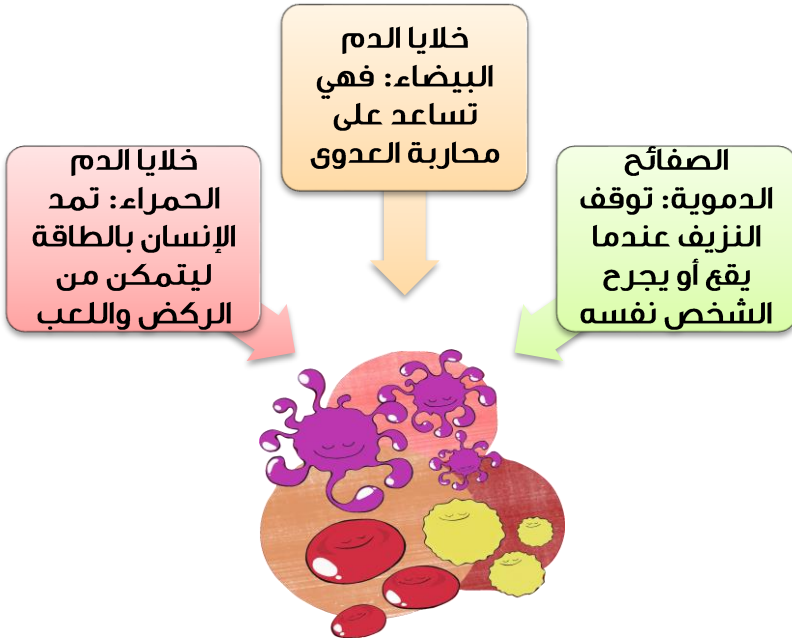 خلايا الدم
البيضاء: فهي
تساعد على
محاربة العدوى
الصفائح
الدموية: توقف
النزيف عندما
يقع أو يجرح
الشخص نفسه
خلايا الدم
الحمراء: تمد
الإنسان بالطاقة
ليتمكن من
الركض واللعب